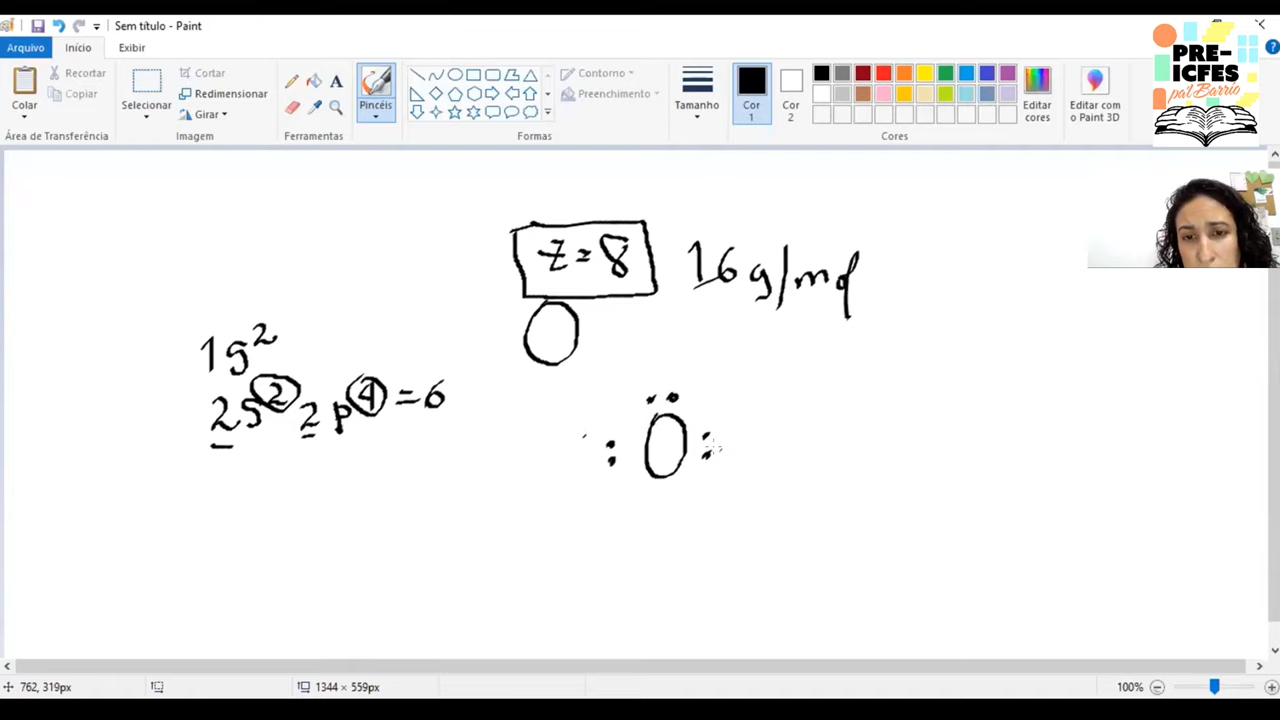 Sem título - Paint
Arquivo Início Exibir
Colar
Recortar
Copiar
Área de Transferência
Selecionar
Cortar
Redimensionar
Girar
Imagem
A
Ferramentas
Pincéis
Formas
Contorno
Preenchimento
Tamanho
Cor 1
Cor 2
Cores
Editar cores
Editar com o Paint 3D
PRE-
ICFES
pal Barrio
z = 8
16 g/mol
O
1s²
2s² 2p⁴ = 6
O
762, 319px
1344 × 559px
100%